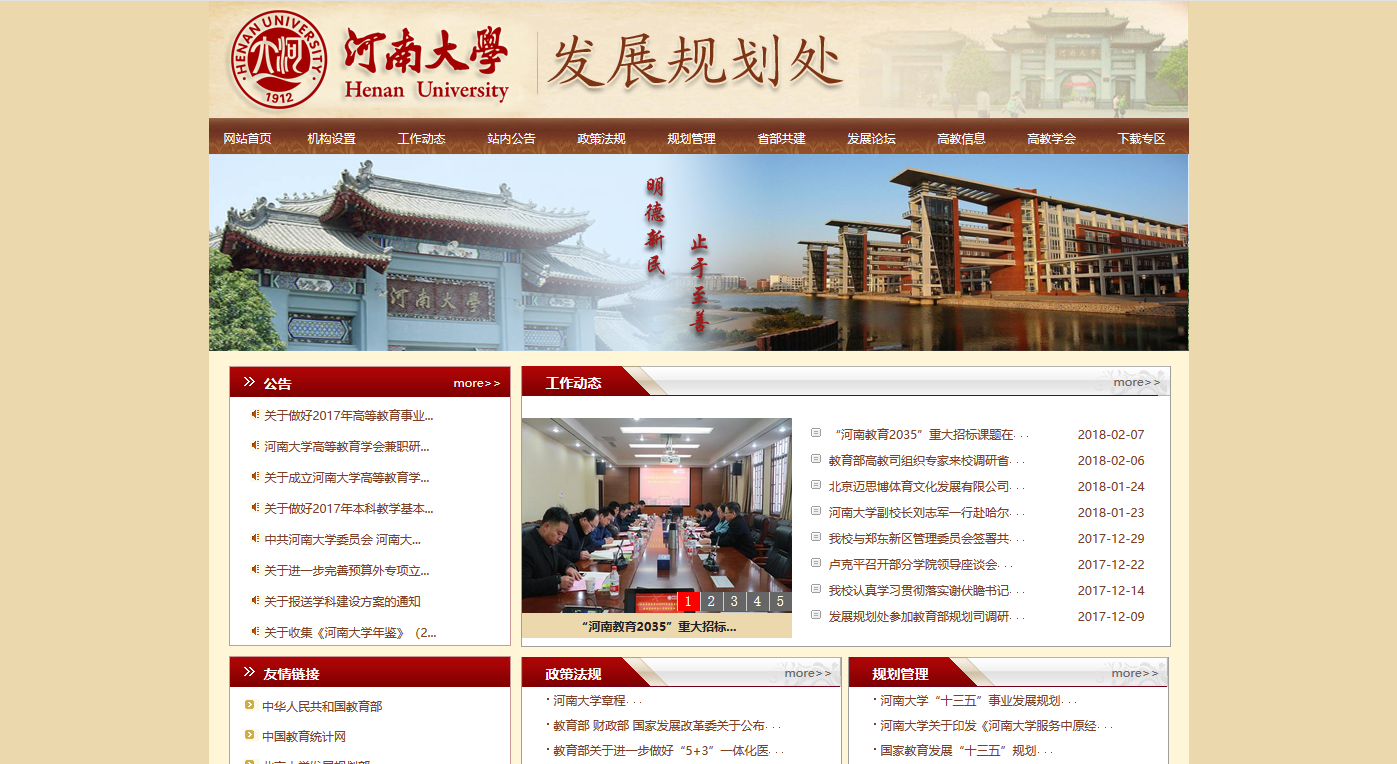 HENAN UNIVERSITY
1912
河南大學
Henan University
发展规划处
网站首页 机构设置 工作动态 站内公告 政策法规 规划管理 省部共建 发展论坛 高教信息 高教学会 下载专区
明德新民
止于至善
河南大學
公告 more>>
关于做好2017年高等教育事业...
河南大学高等教育学会兼职研...
关于成立河南大学高等教育学...
关于做好2017年本科教学基本...
中共河南大学委员会 河南大...
关于进一步完善预算外专项立...
关于报送学科建设方案的通知
关于收集《河南大学年鉴》（2...
工作动态 more>>
1 2 3 4 5
“河南教育2035”重大招标...
“河南教育2035”重大招标课题在... 2018-02-07
教育部高教司组织专家来校调研省... 2018-02-06
北京迈思博体育文化发展有限公司... 2018-01-24
河南大学副校长刘志军一行赴哈尔... 2018-01-23
我校与郑东新区管理委员会签署共... 2017-12-29
卢克平召开部分学院领导座谈会... 2017-12-22
我校认真学习贯彻落实谢伏瞻书记... 2017-12-14
发展规划处参加教育部规划司调研... 2017-12-09
友情链接
中华人民共和国教育部
中国教育统计网
政策法规 more>>
河南大学章程...
教育部 财政部 国家发展改革委关于公布...
教育部关于进一步做好“5+3”一体化医...
规划管理 more>>
河南大学“十三五”事业发展规划...
河南大学关于印发《河南大学服务中原经...
国家教育发展“十三五”规划...